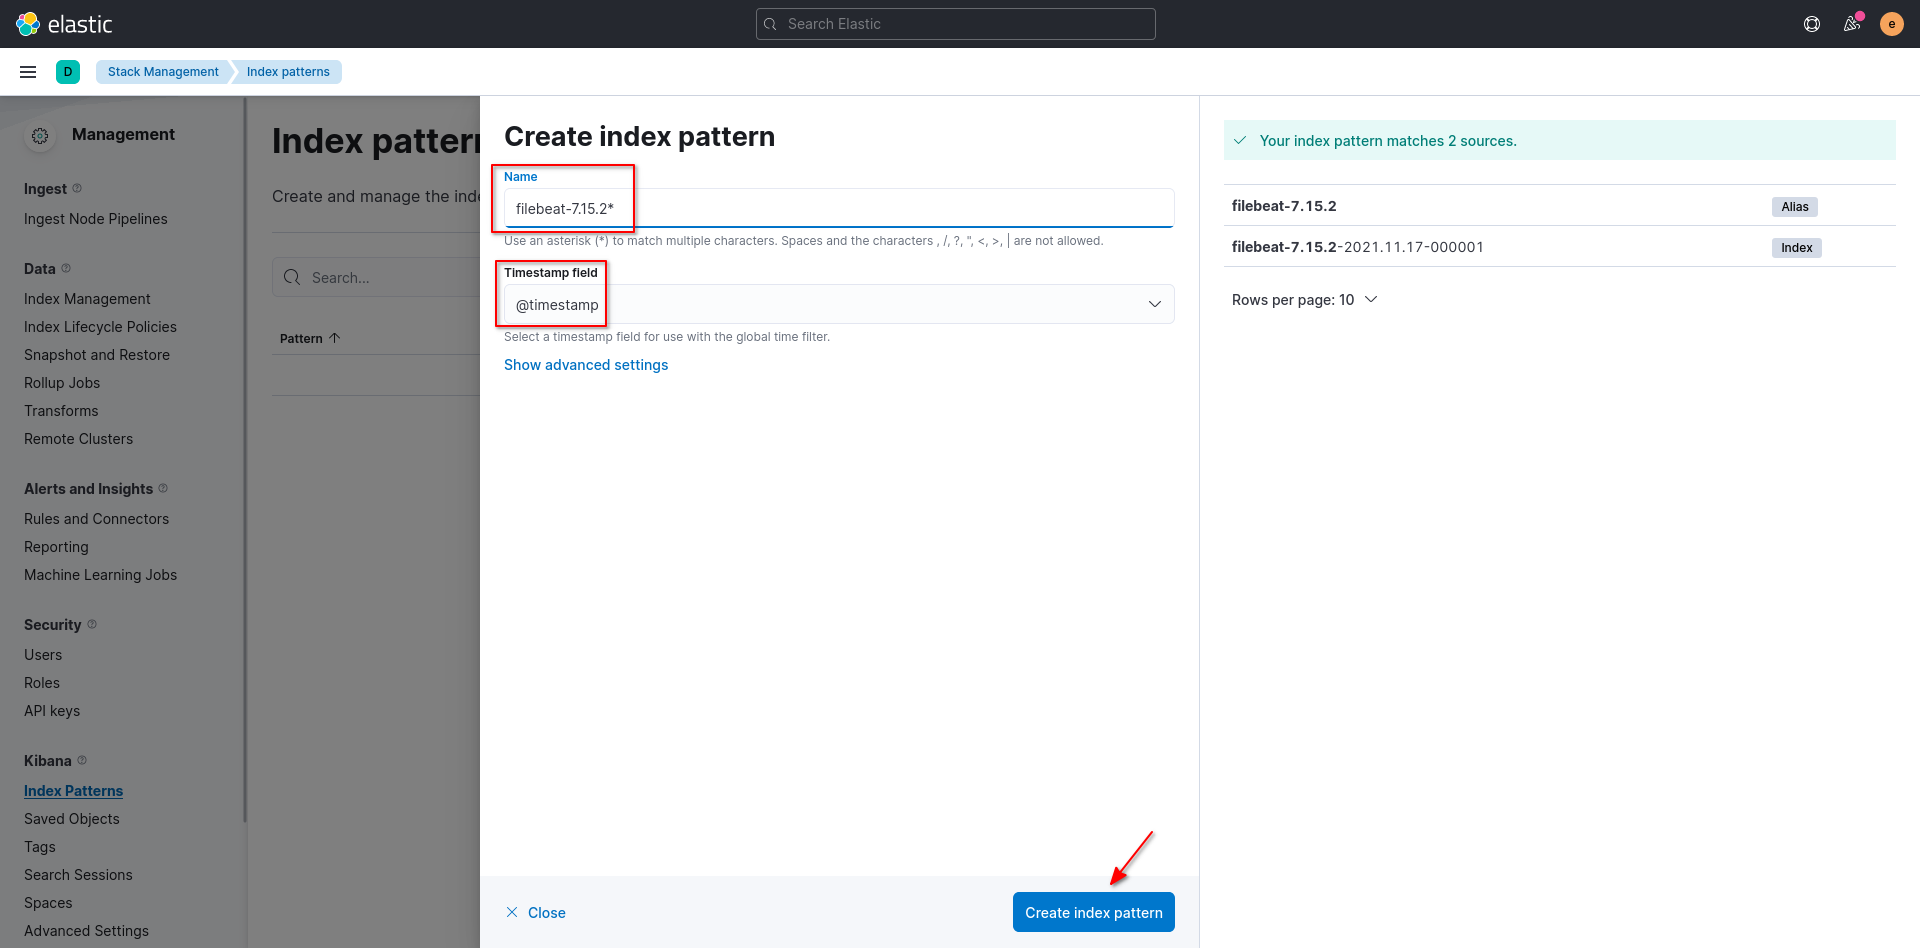 elastic
Search Elastic
e
D
Stack Management
Index patterns
Management
Ingest
Ingest Node Pipelines
Data
Index Management
Index Lifecycle Policies
Snapshot and Restore
Rollup Jobs
Transforms
Remote Clusters
Alerts and Insights
Rules and Connectors
Reporting
Machine Learning Jobs
Security
Users
Roles
API keys
Kibana
Index Patterns
Saved Objects
Tags
Search Sessions
Spaces
Advanced Settings
Index patter
Create and manage the inde
Search...
Pattern
Create index pattern
Name
filebeat-7.15.2*
Use an asterisk (*) to match multiple characters. Spaces and the characters , /, ?, ", <, >, | are not allowed.
Timestamp field
@timestamp
Select a timestamp field for use with the global time filter.
Show advanced settings
Close
Create index pattern
Your index pattern matches 2 sources.
filebeat-7.15.2 Alias
filebeat-7.15.2-2021.11.17-000001 Index
Rows per page: 10